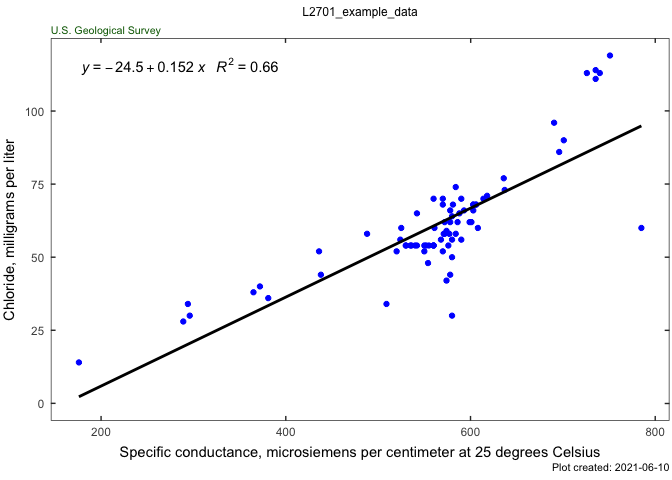 L2701_example_data
U.S. Geological Survey
y = −24.5 + 0.152 x R² = 0.66
100
75
50
25
0
Chloride, milligrams per liter
200 400 600 800
Specific conductance, microsiemens per centimeter at 25 degrees Celsius
Plot created: 2021-06-10